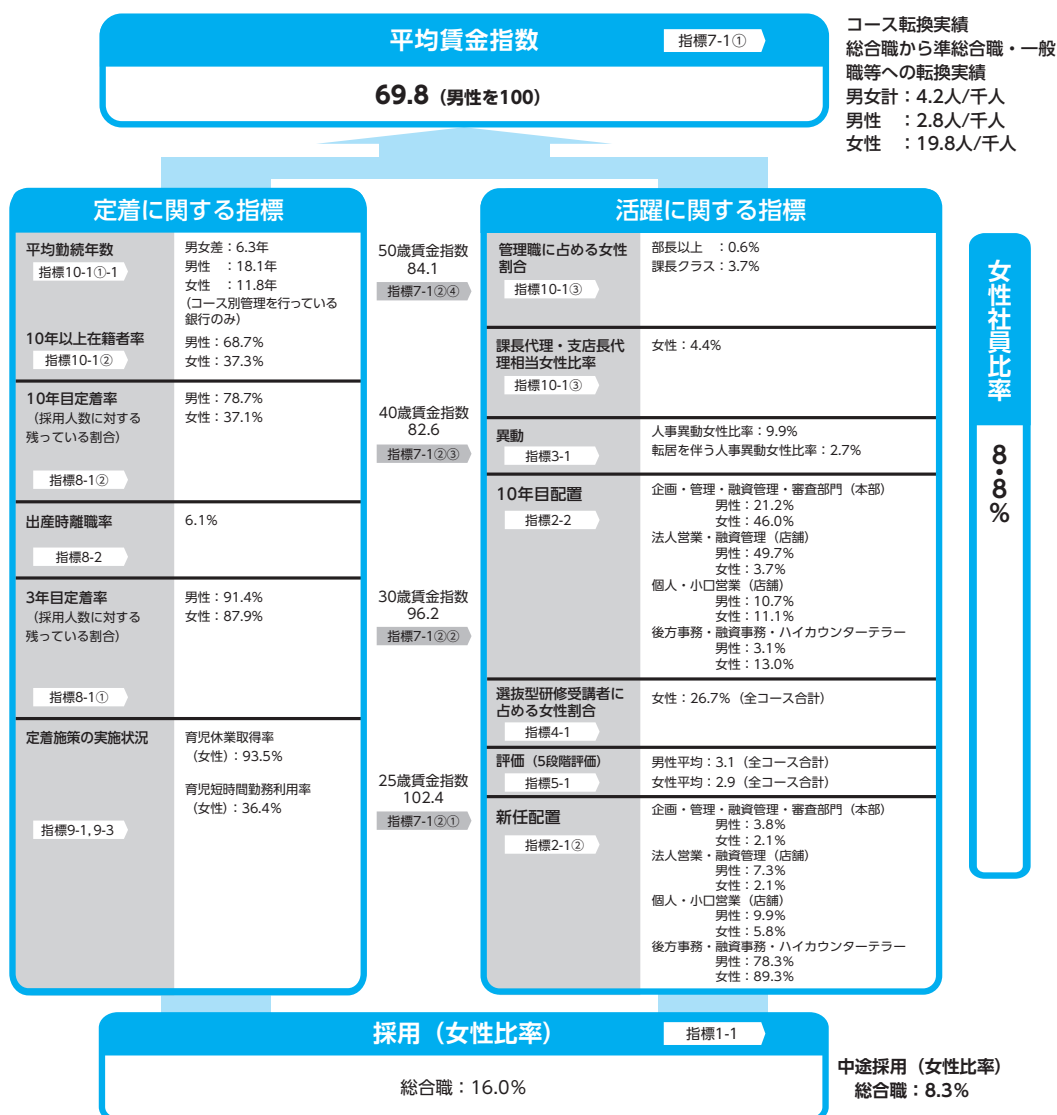 平均賃金指数
指標7-1①
69.8（男性を100）
コース転換実績
総合職から準総合職・一般
職等への転換実績
男女計：4.2人/千人
男性　：2.8人/千人
女性　：19.8人/千人
定着に関する指標
平均勤続年数
指標10-1①-1
男女差：6.3年
男性　：18.1年
女性　：11.8年
（コース別管理を行っている
銀行のみ）
10年以上在籍者率
指標10-1②
男性：68.7%
女性：37.3%
10年目定着率
（採用人数に対する
残っている割合）
指標8-1②
男性：78.7%
女性：37.1%
出産時離職率
指標8-2
6.1%
3年目定着率
（採用人数に対する
残っている割合）
指標8-1①
男性：91.4%
女性：87.9%
定着施策の実施状況
指標9-1, 9-3
育児休業取得率
（女性）：93.5%
育児短時間勤務利用率
（女性）：36.4%
50歳賃金指数
84.1
指標7-1②④
40歳賃金指数
82.6
指標7-1②③
30歳賃金指数
96.2
指標7-1②②
25歳賃金指数
102.4
指標7-1②①
活躍に関する指標
管理職に占める女性
割合
指標10-1③
部長以上　：0.6%
課長クラス：3.7%
課長代理・支店長代
理相当女性比率
指標10-1③
女性：4.4%
異動
指標3-1
人事異動女性比率：9.9%
転居を伴う人事異動女性比率：2.7%
10年目配置
指標2-2
企画・管理・融資管理・審査部門（本部）
男性：21.2%
女性：46.0%
法人営業・融資管理（店舗）
男性：49.7%
女性：3.7%
個人・小口営業（店舗）
男性：10.7%
女性：11.1%
後方事務・融資事務・ハイカウンターテラー
男性：3.1%
女性：13.0%
選抜型研修受講者に
占める女性割合
指標4-1
女性：26.7%（全コース合計）
評価（5段階評価）
指標5-1
男性平均：3.1（全コース合計）
女性平均：2.9（全コース合計）
新任配置
指標2-1②
企画・管理・融資管理・審査部門（本部）
男性：3.8%
女性：2.1%
法人営業・融資管理（店舗）
男性：7.3%
女性：2.1%
個人・小口営業（店舗）
男性：9.9%
女性：5.8%
後方事務・融資事務・ハイカウンターテラー
男性：78.3%
女性：89.3%
女性社員比率
8.8%
採用（女性比率）
指標1-1
総合職：16.0%
中途採用（女性比率）
総合職：8.3%